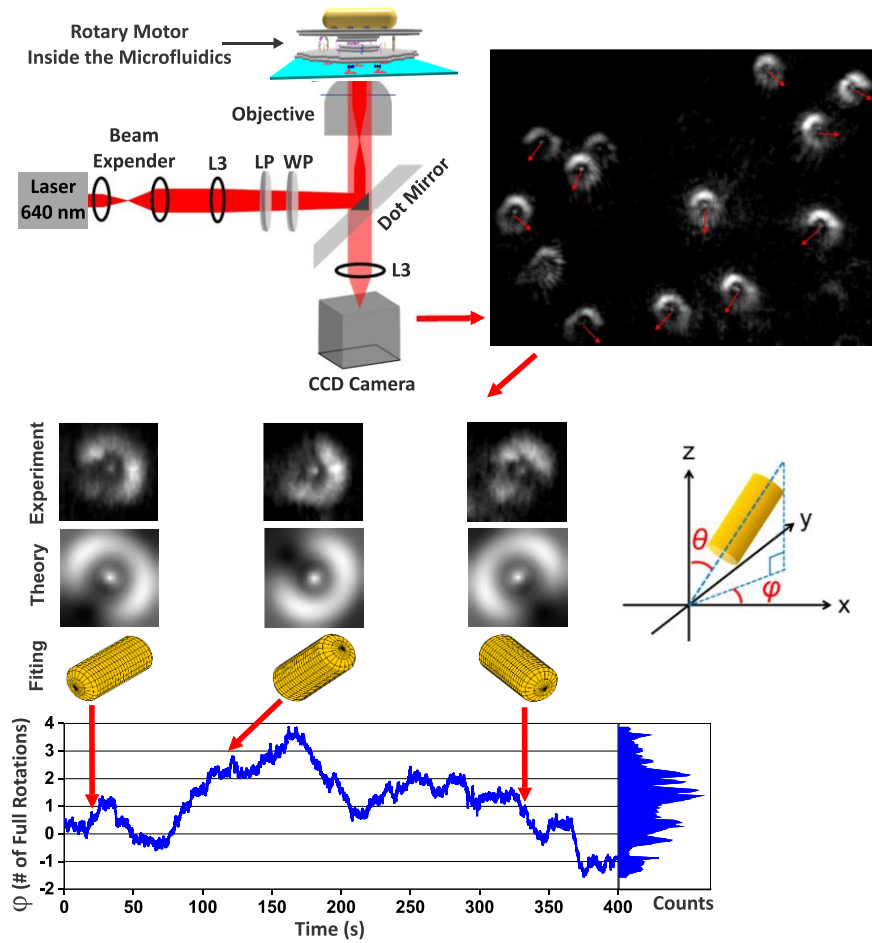 Rotary Motor
Inside the Microfluidics
Objective
Beam
Expender
L3
LP
WP
Laser
640 nm
Dot Mirror
L3
CCD Camera
Experiment
Theory
Fiting
z
y
x
θ
φ
φ (# of Full Rotations)
4
3
2
1
0
-1
-2
0
50
100
150
200
250
300
350
400
Counts
Time (s)